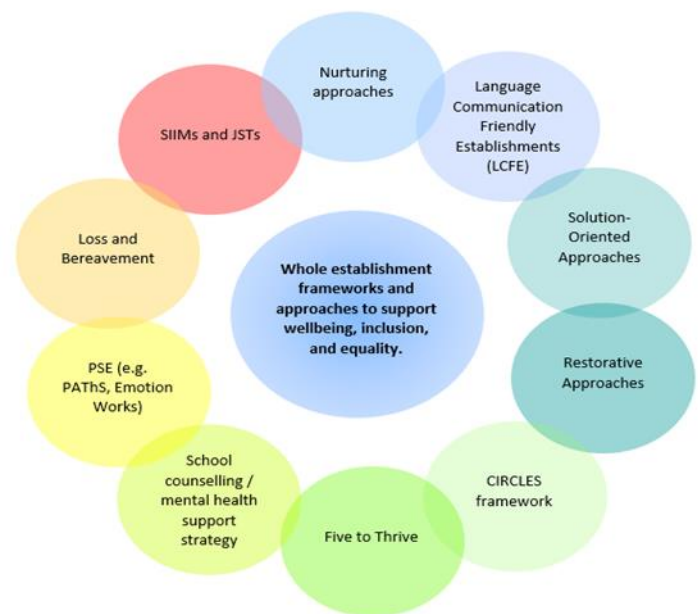 Nurturing
approaches
Language
Communication
Friendly
Establishments
(LCFE)
Solution-
Oriented
Approaches
Restorative
Approaches
CIRCLES
framework
Five to Thrive
School
counselling /
mental health
support
strategy
PSE (e.g.
PAThS, Emotion
Works)
Loss and
Bereavement
SIIMs and JSTs
Whole establishment
frameworks and
approaches to support
wellbeing, inclusion,
and equality.